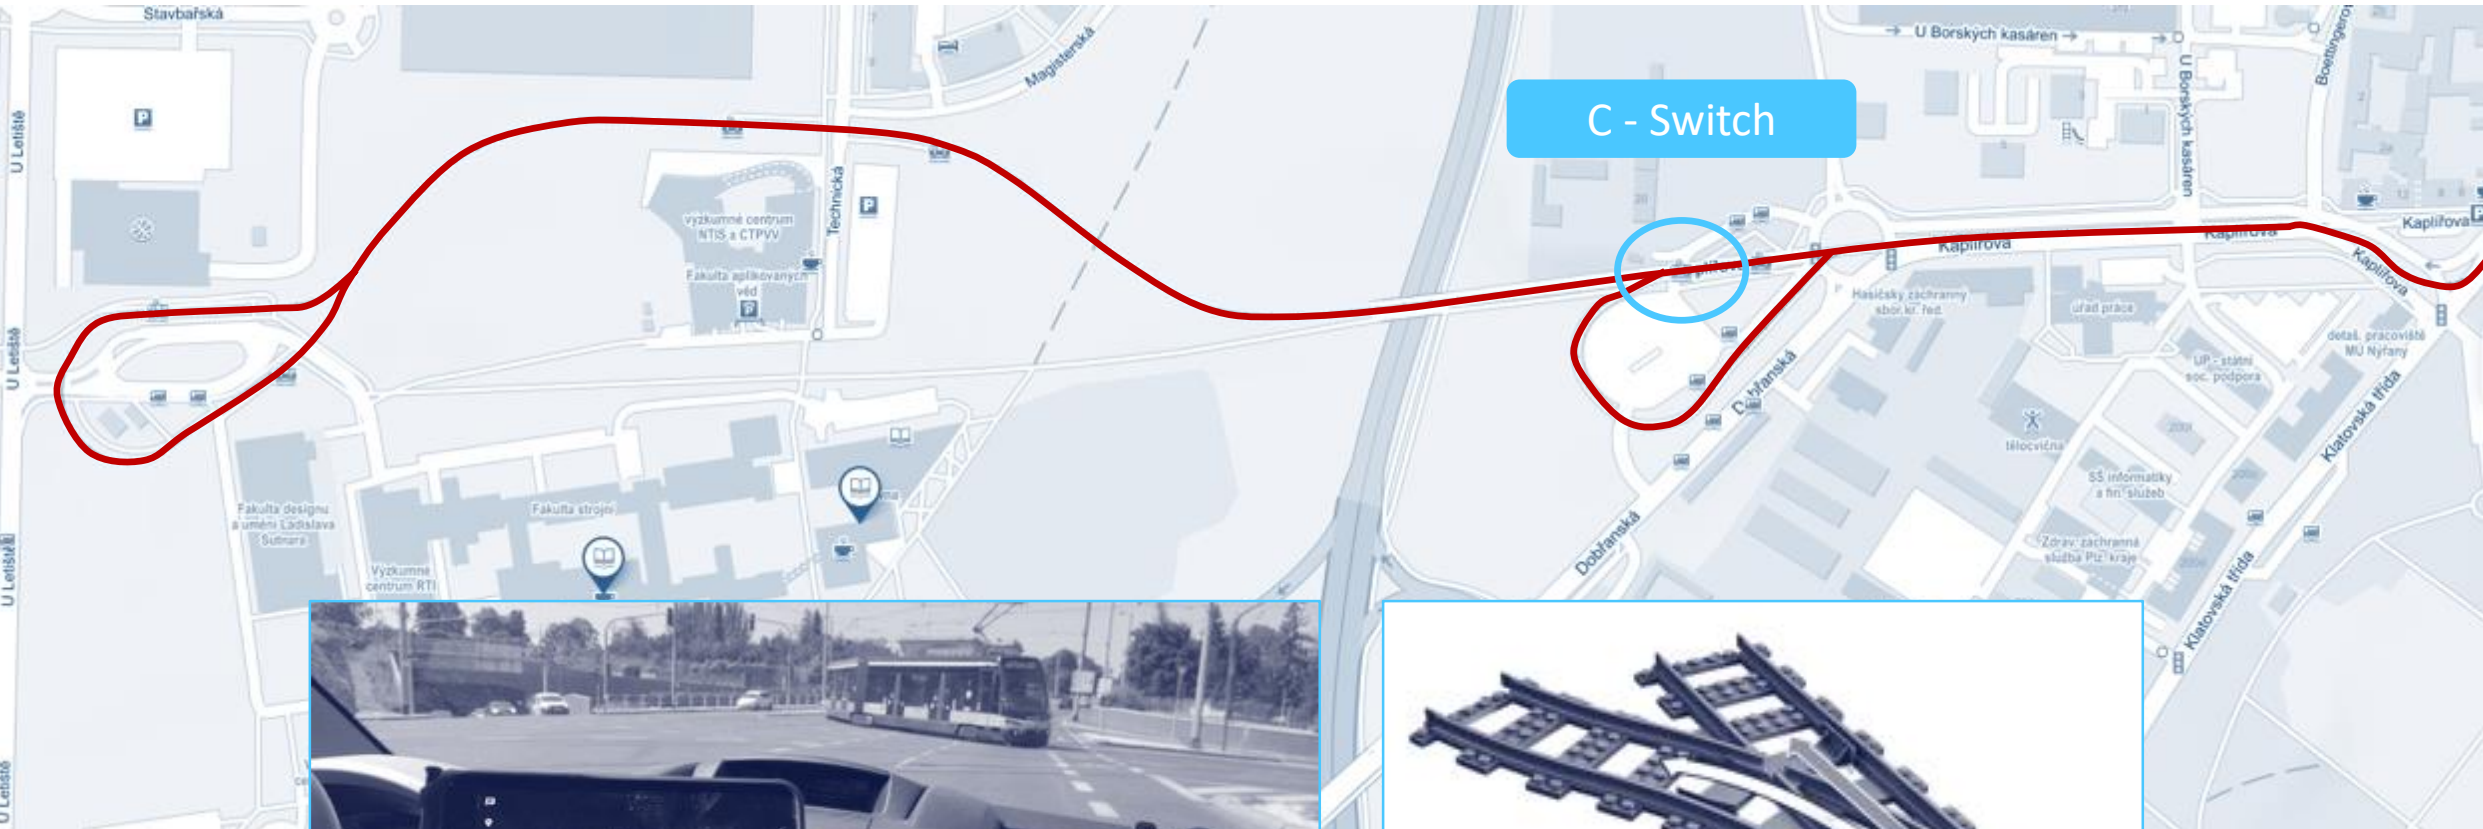 Stavbařská
U Letiště
Magisterská
U Borských kasáren
Boettingerova
C - Switch
U Borských kasáren
Technická
výzkumné centrum
NTIS a CTPVV
Fakulta aplikovaných
věd
Kaplířova
Kaplířova
Kaplířova
Kaplířova
Hasičský záchranný
sbor kr. řed.
úřad práce
detaš. pracoviště
MÚ Nýřany
UP - státní
soc. podpora
U Letiště
Dobřanská
Klatovská třída
tělocvična
SŠ informatiky
a fin. služeb
Fakulta designu
a umění Ladislava
Sutnara
Fakulta strojní
Výzkumné
centrum RTI
Dobřanská
Zdrav. záchranná
služba Plz. kraje
Klatovská třída
U Letiště
U Letiště